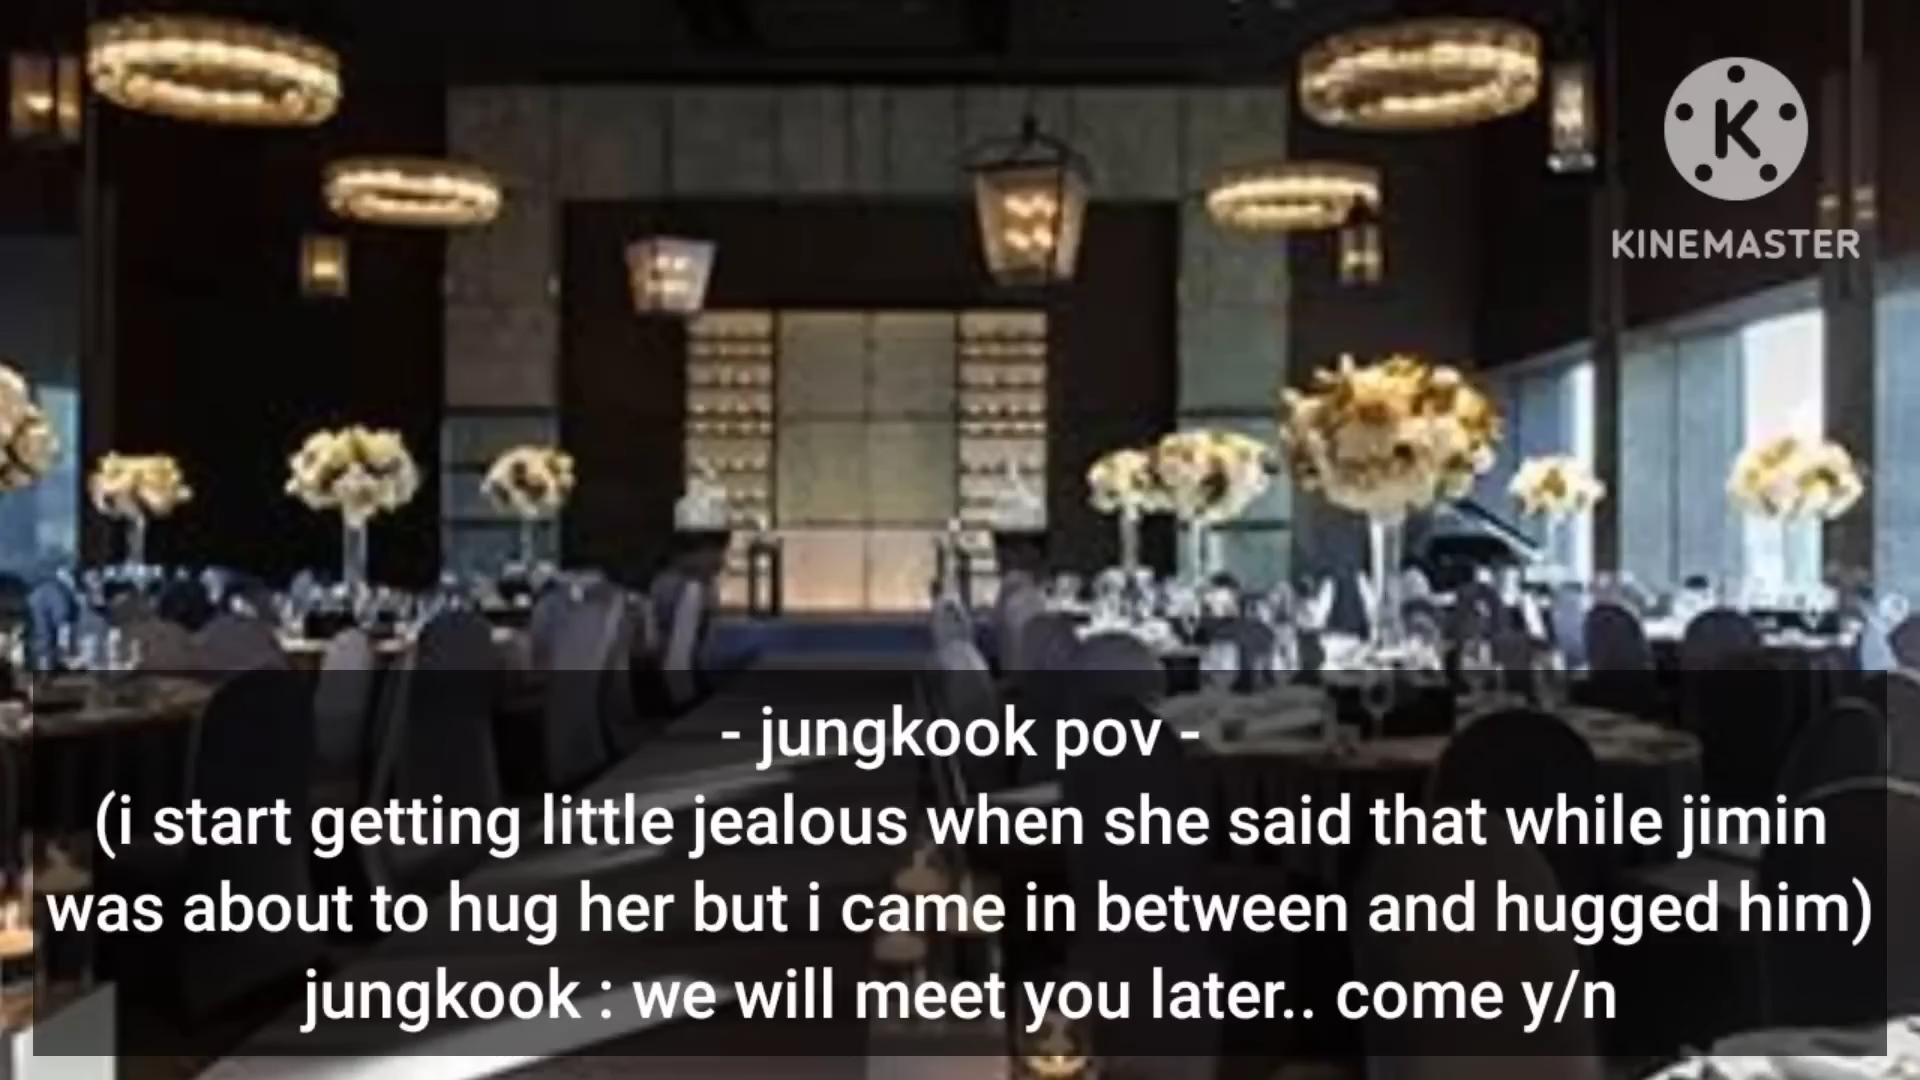 K
KINEMASTER
- jungkook pov -
(i start getting little jealous when she said that while jimin
was about to hug her but i came in between and hugged him)
jungkook : we will meet you later.. come y/n